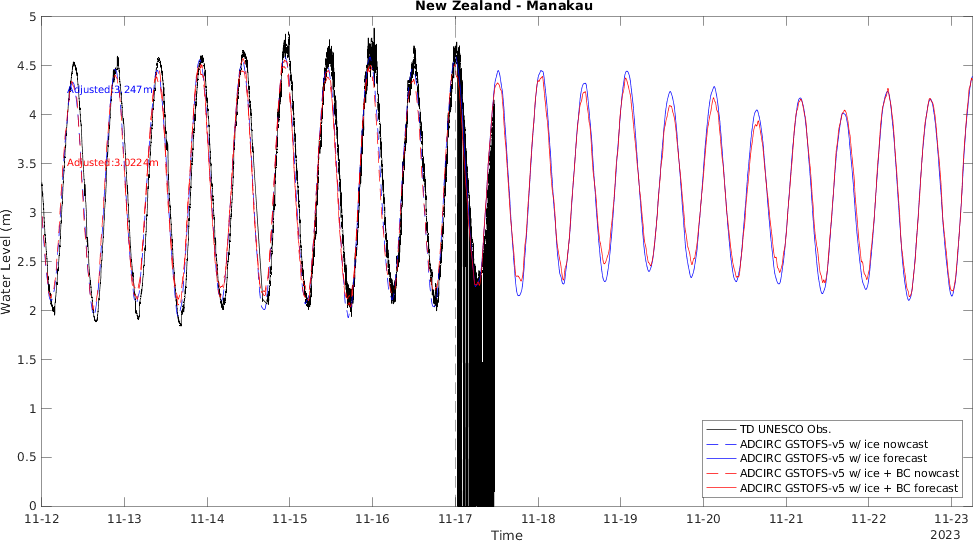 New Zealand - Manakau
5
4.5
4
3.5
3
2.5
2
1.5
1
0.5
0
Water Level (m)
Adjusted:3.247m
Adjusted:3.0224m
TD UNESCO Obs.
ADCIRC GSTOFS-v5 w/ ice nowcast
ADCIRC GSTOFS-v5 w/ ice forecast
ADCIRC GSTOFS-v5 w/ ice + BC nowcast
ADCIRC GSTOFS-v5 w/ ice + BC forecast
11-12 11-13 11-14 11-15 11-16 11-17 11-18 11-19 11-20 11-21 11-22 11-23
2023
Time